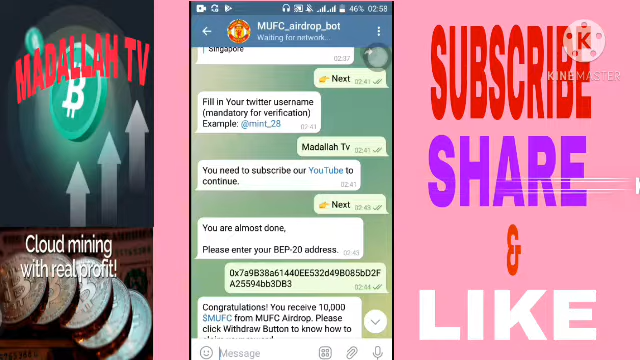 MADALLAH TV
Cloud mining
with real profit!
02:58
46%
MUFC_airdrop_bot
Waiting for network...
Singapore
02:37
👉 Next 02:41
Fill in Your twitter username
(mandatory for verification)
Example: @mint_28
02:41
Madallah Tv 02:41
You need to subscribe our YouTube to
continue.
02:41
👉 Next 02:43
You are almost done,
Please enter your BEP-20 address.
02:43
0x7a9B38a61440EE532d49B085bD2F
A25594bb3DB3
02:44
Congratulations! You receive 10,000
$MUFC from MUFC Airdrop. Please
click Withdraw Button to know how to
Message
SUBSCRIBE
SHARE
&
LIKE
K
KINEMASTER